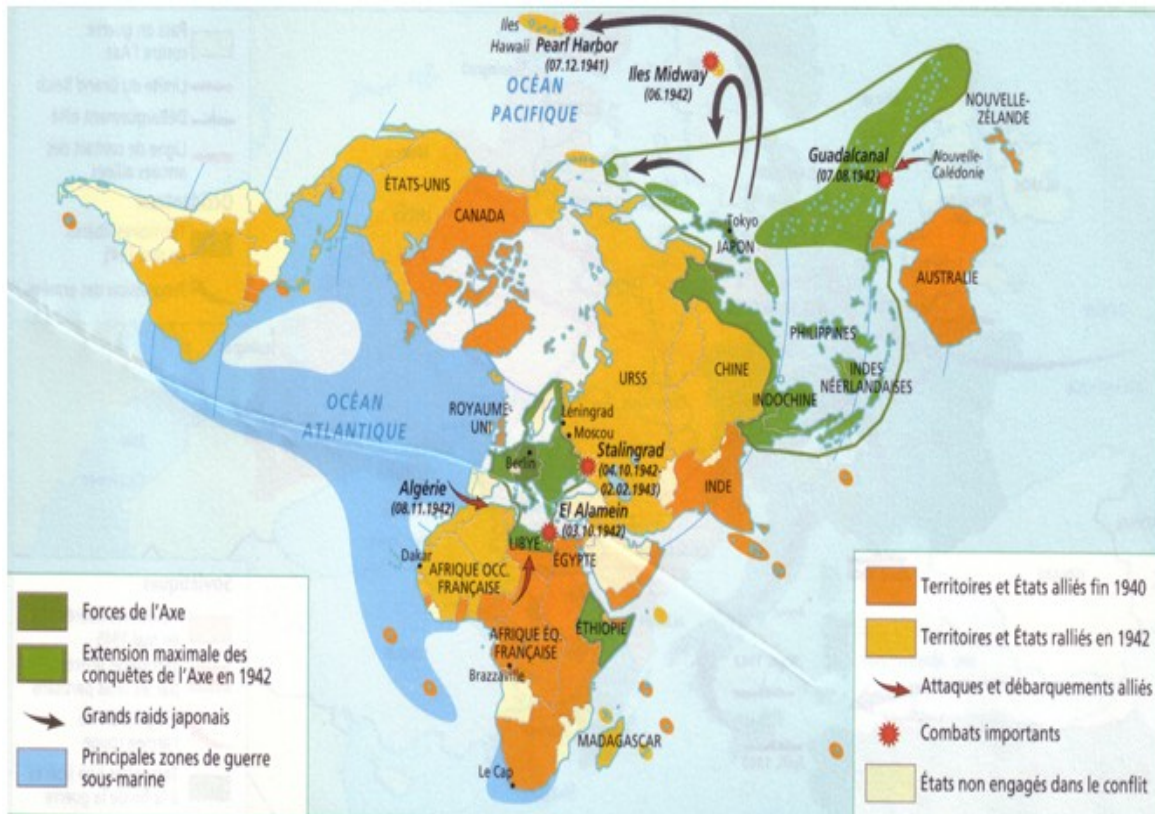 Iles
Hawaii
Pearl Harbor
(07.12.1941)
Iles Midway
(06.1942)
OCÉAN
PACIFIQUE
NOUVELLE-
ZÉLANDE
Guadalcanal
(07.08.1942)
Nouvelle-
Calédonie
ÉTATS-UNIS
CANADA
Tokyo
JAPON
AUSTRALIE
PHILIPPINES
INDES
NÉERLANDAISES
CHINE
URSS
INDOCHINE
OCÉAN
ATLANTIQUE
ROYAUME-
UNI
Léningrad
Moscou
Berlin
Stalingrad
(04.10.1942-
02.02.1943)
INDE
Algérie
(08.11.1942)
El Alamein
(03.10.1942)
LIBYE
ÉGYPTE
Dakar
AFRIQUE OCC.
FRANÇAISE
ÉTHIOPIE
AFRIQUE ÉQ.
FRANÇAISE
Brazzaville
MADAGASCAR
Le Cap
Forces de l'Axe
Extension maximale des
conquêtes de l'Axe en 1942
Grands raids japonais
Principales zones de guerre
sous-marine
Territoires et États alliés fin 1940
Territoires et États ralliés en 1942
Attaques et débarquements alliés
Combats importants
États non engagés dans le conflit